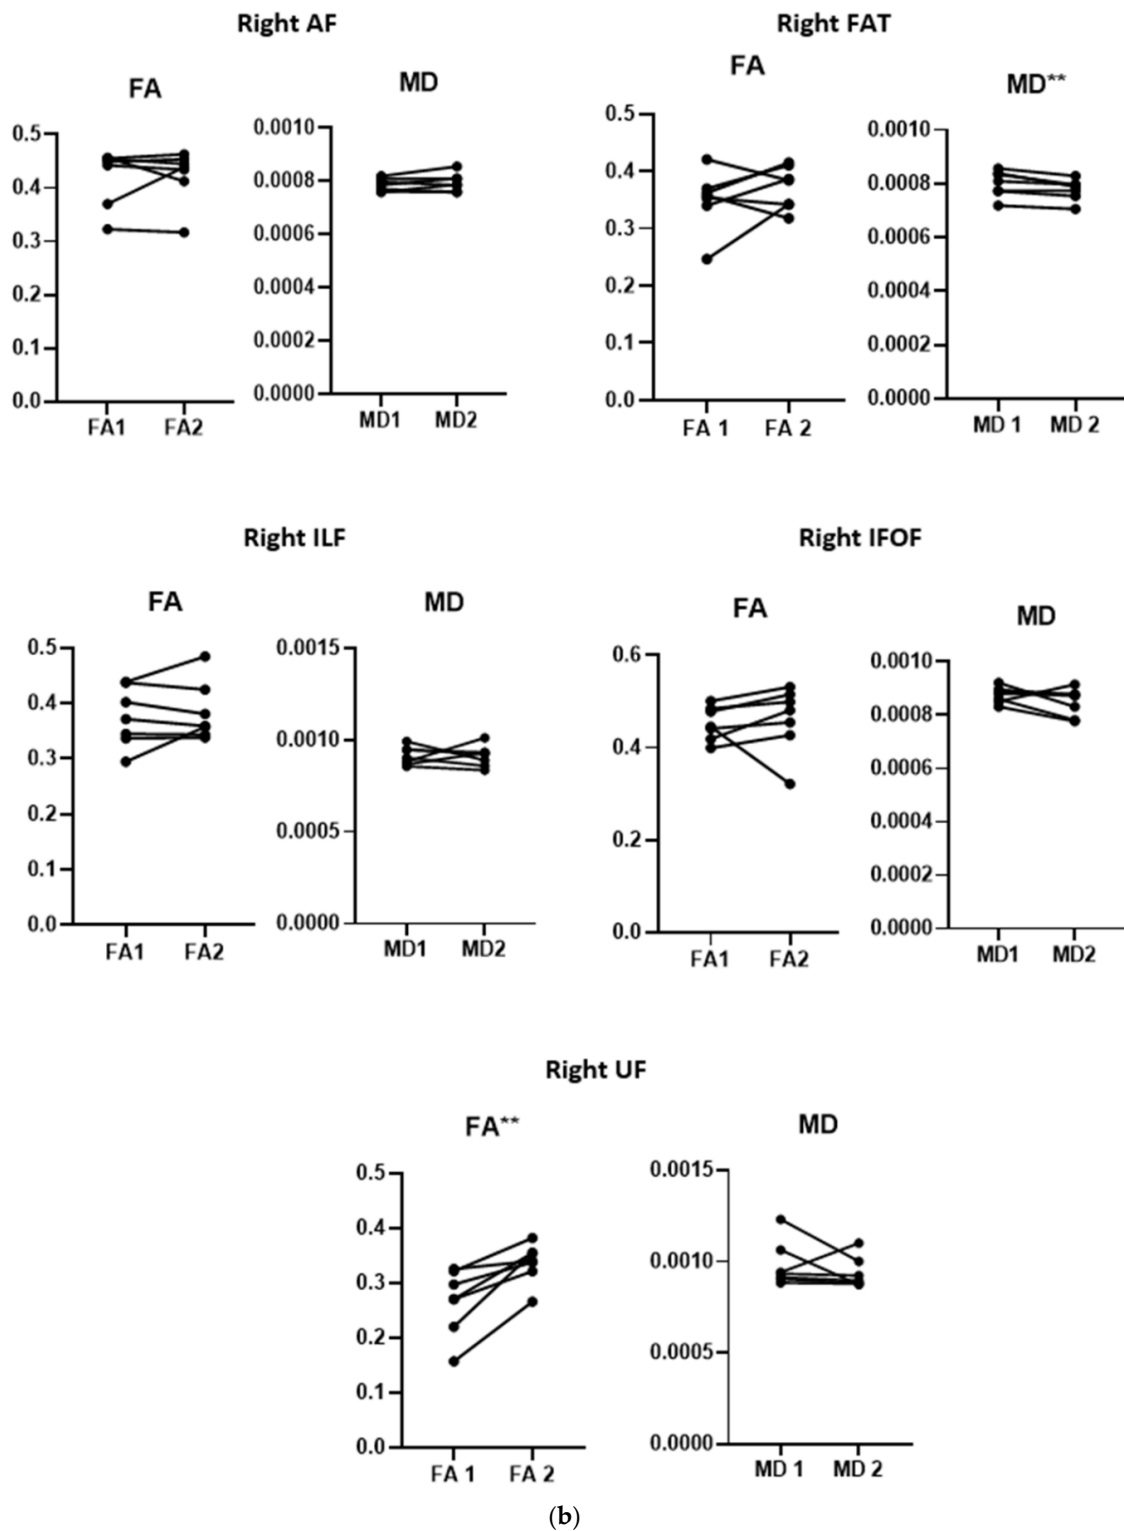 Right AF
FA
MD
0.5
0.4
0.3
0.2
0.1
0.0
FA1 FA2
0.0010
0.0008
0.0006
0.0004
0.0002
0.0000
MD1 MD2
Right FAT
FA
MD**
0.5
0.4
0.3
0.2
0.1
0.0
FA 1 FA 2
0.0010
0.0008
0.0006
0.0004
0.0002
0.0000
MD 1 MD 2
Right ILF
FA
MD
0.5
0.4
0.3
0.2
0.1
0.0
FA1 FA2
0.0015
0.0010
0.0005
0.0000
MD1 MD2
Right IFOF
FA
MD
0.6
0.4
0.2
0.0
FA1 FA2
0.0010
0.0008
0.0006
0.0004
0.0002
0.0000
MD1 MD2
Right UF
FA**
MD
0.5
0.4
0.3
0.2
0.1
0.0
FA 1 FA 2
0.0015
0.0010
0.0005
0.0000
MD 1 MD 2
(b)